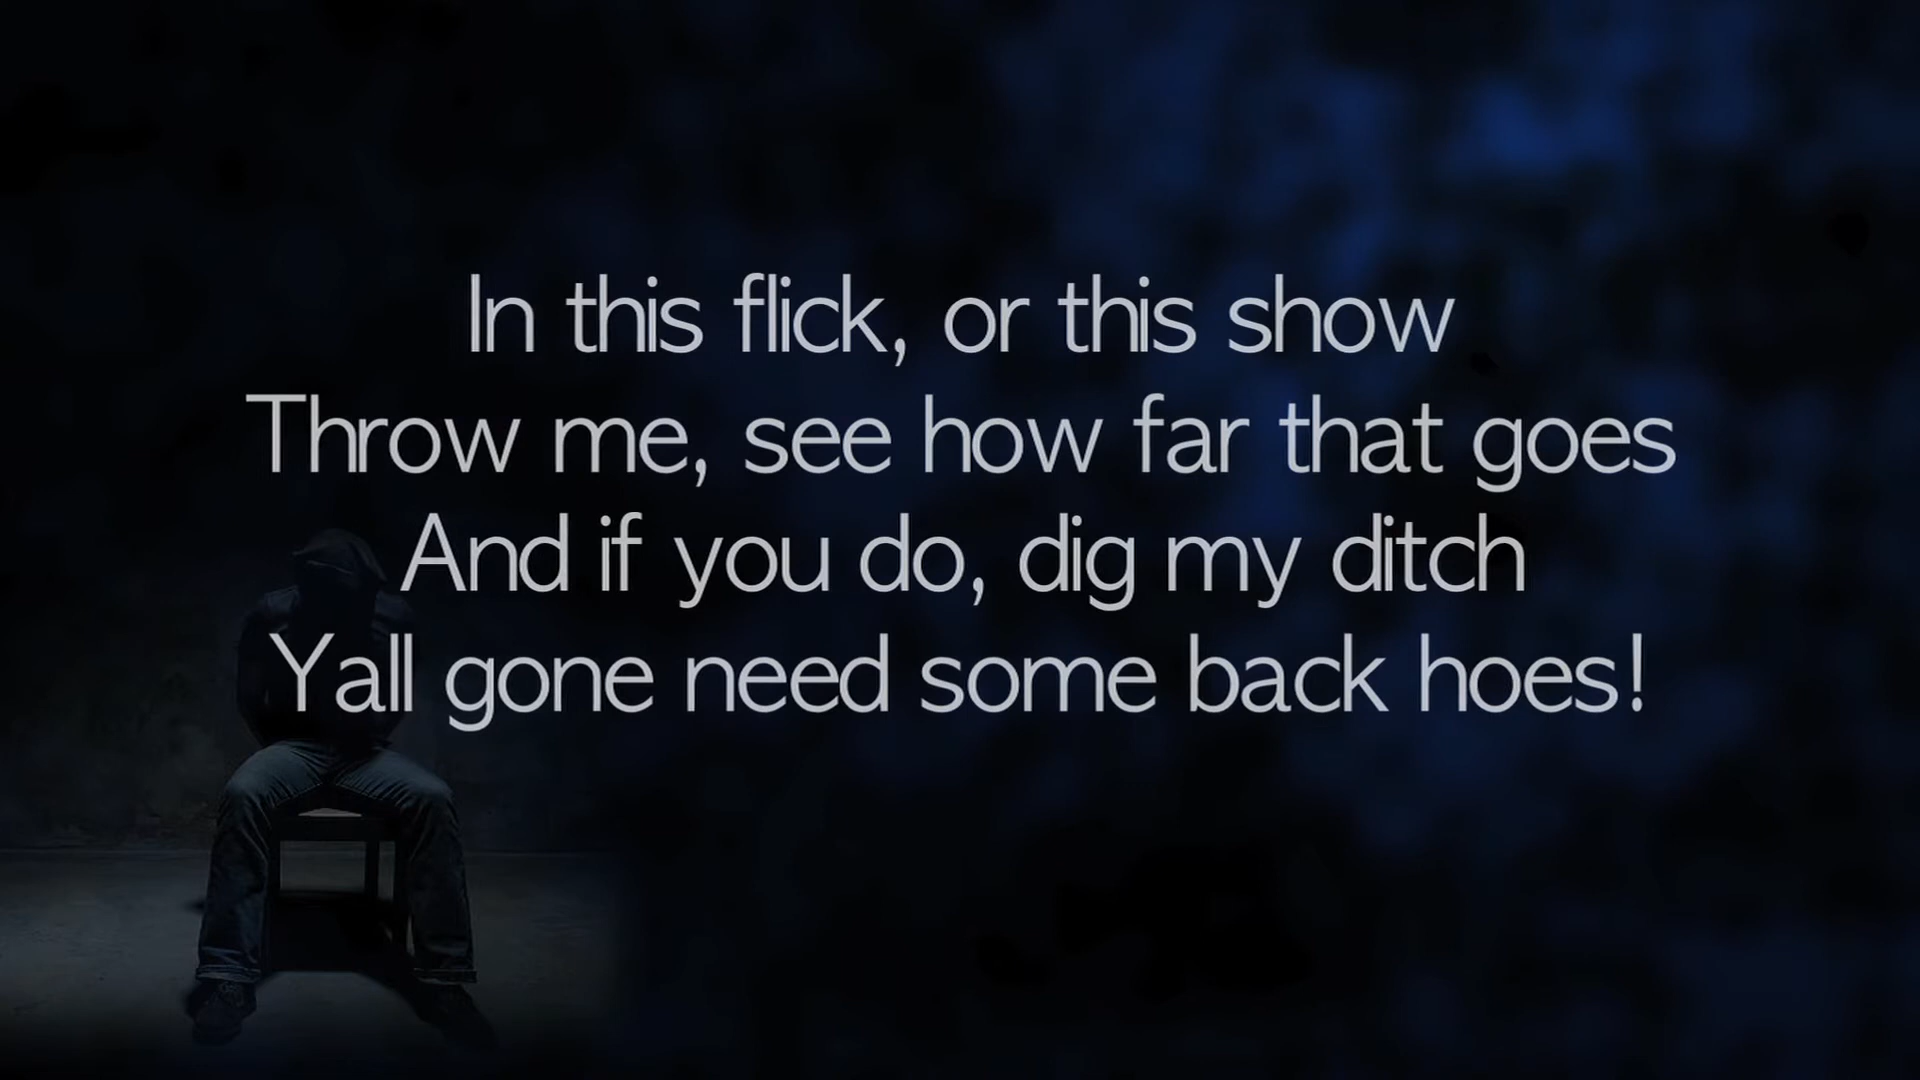 In this flick, or this show
Throw me, see how far that goes
And if you do, dig my ditch
Yall gone need some back hoes!